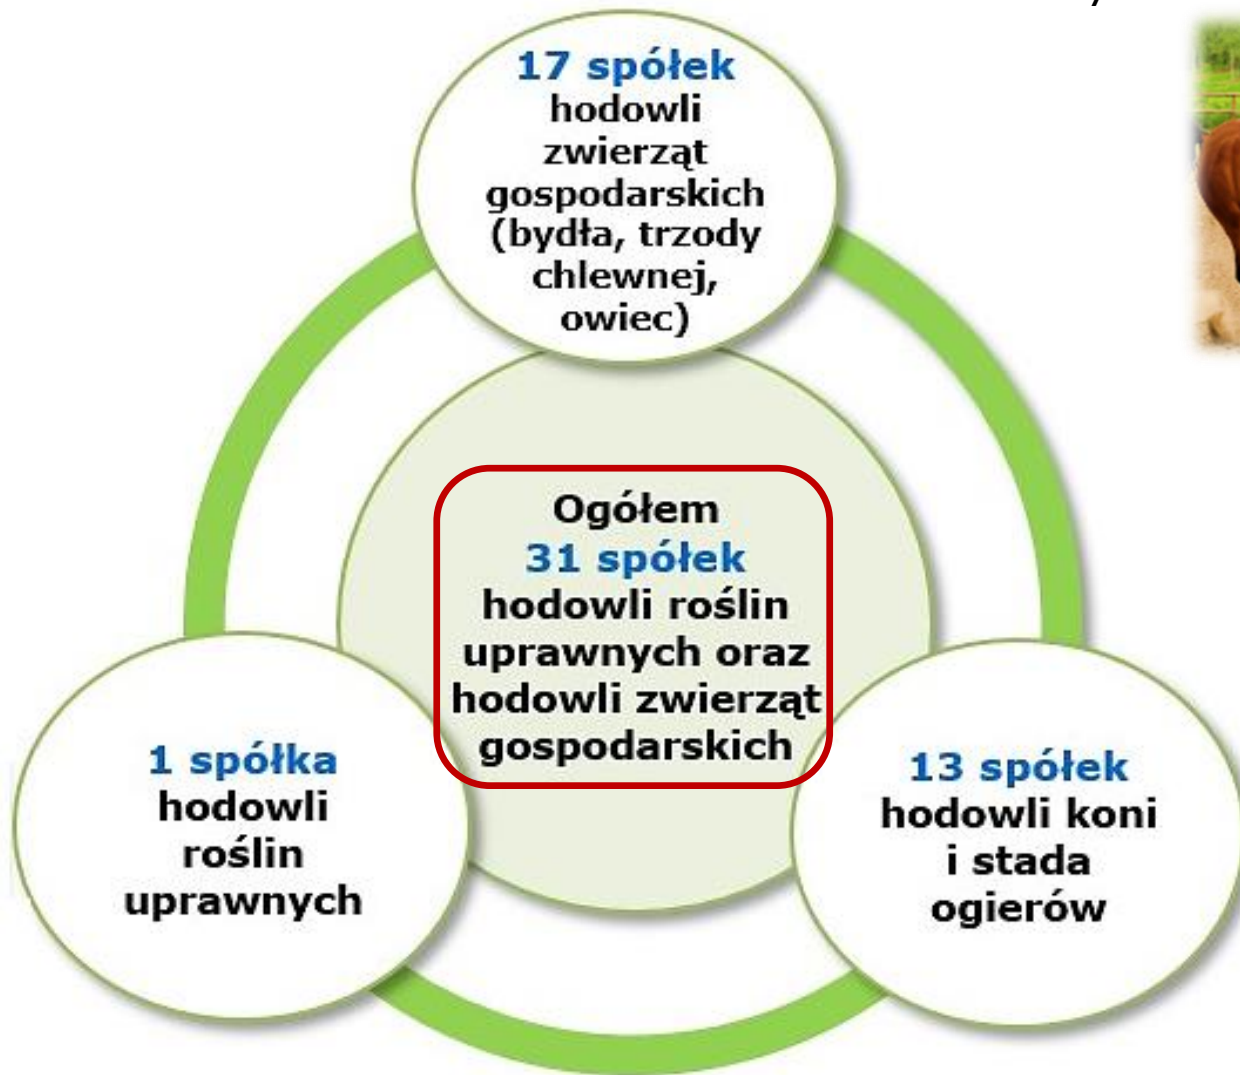 17 spółek
hodowli
zwierząt
gospodarskich
(bydła, trzody
chlewnej,
owiec)
Ogółem
31 spółek
hodowli roślin
uprawnych oraz
hodowli zwierząt
gospodarskich
1 spółka
hodowli
roślin
uprawnych
13 spółek
hodowli koni
i stada
ogierów